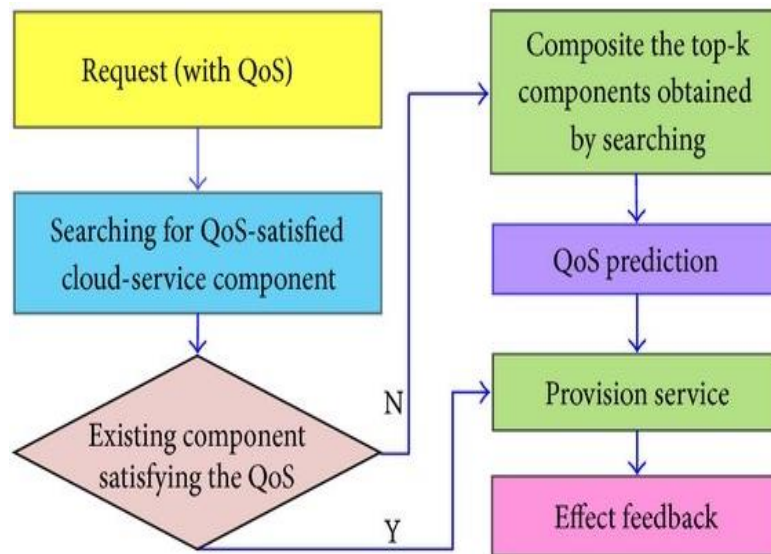 Request (with QoS)
Searching for QoS-satisfied
cloud-service component
Existing component
satisfying the QoS
N
Y
Composite the top-k
components obtained
by searching
QoS prediction
Provision service
Effect feedback